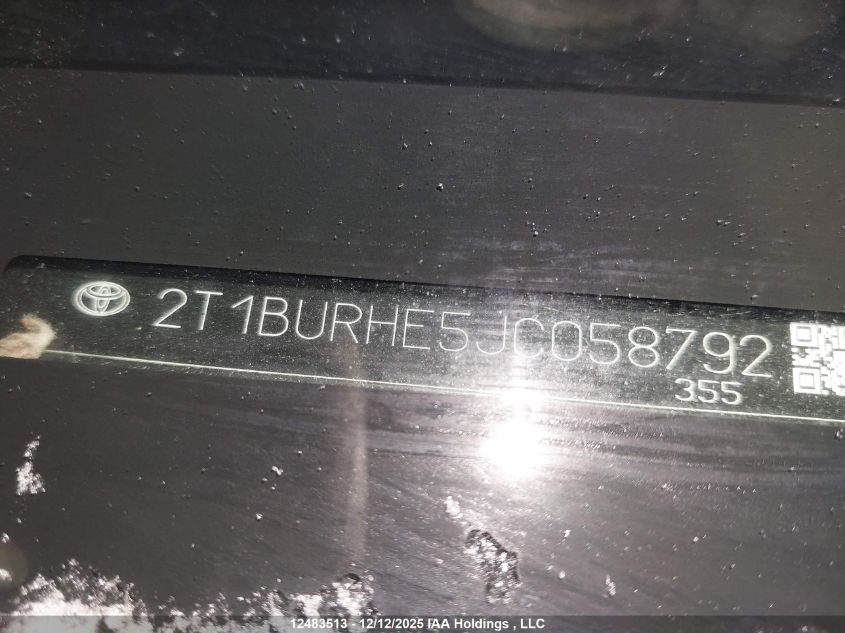 2T1BURHE5JC058792
355
12483513 - 12/12/2025 IAA Holdings , LLC